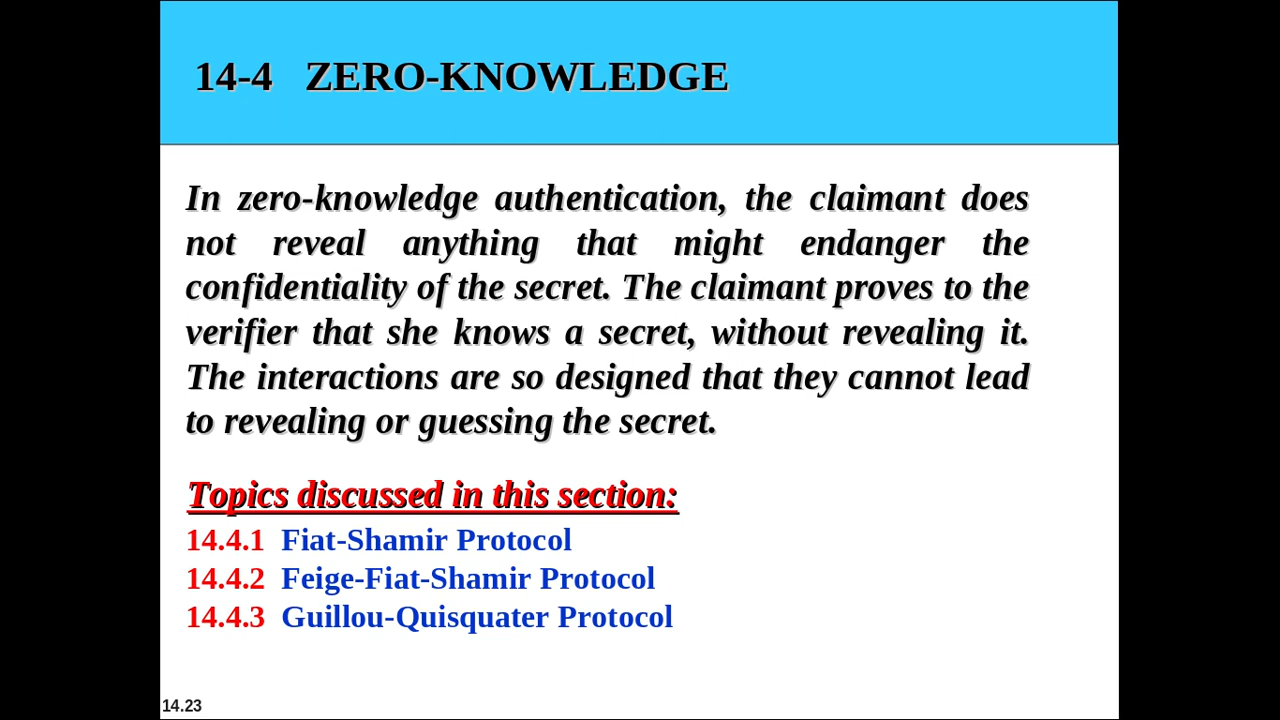 14-4 ZERO-KNOWLEDGE
In zero-knowledge authentication, the claimant does
not reveal anything that might endanger the
confidentiality of the secret. The claimant proves to the
verifier that she knows a secret, without revealing it.
The interactions are so designed that they cannot lead
to revealing or guessing the secret.
Topics discussed in this section:
14.4.1 Fiat-Shamir Protocol
14.4.2 Feige-Fiat-Shamir Protocol
14.4.3 Guillou-Quisquater Protocol
14.23